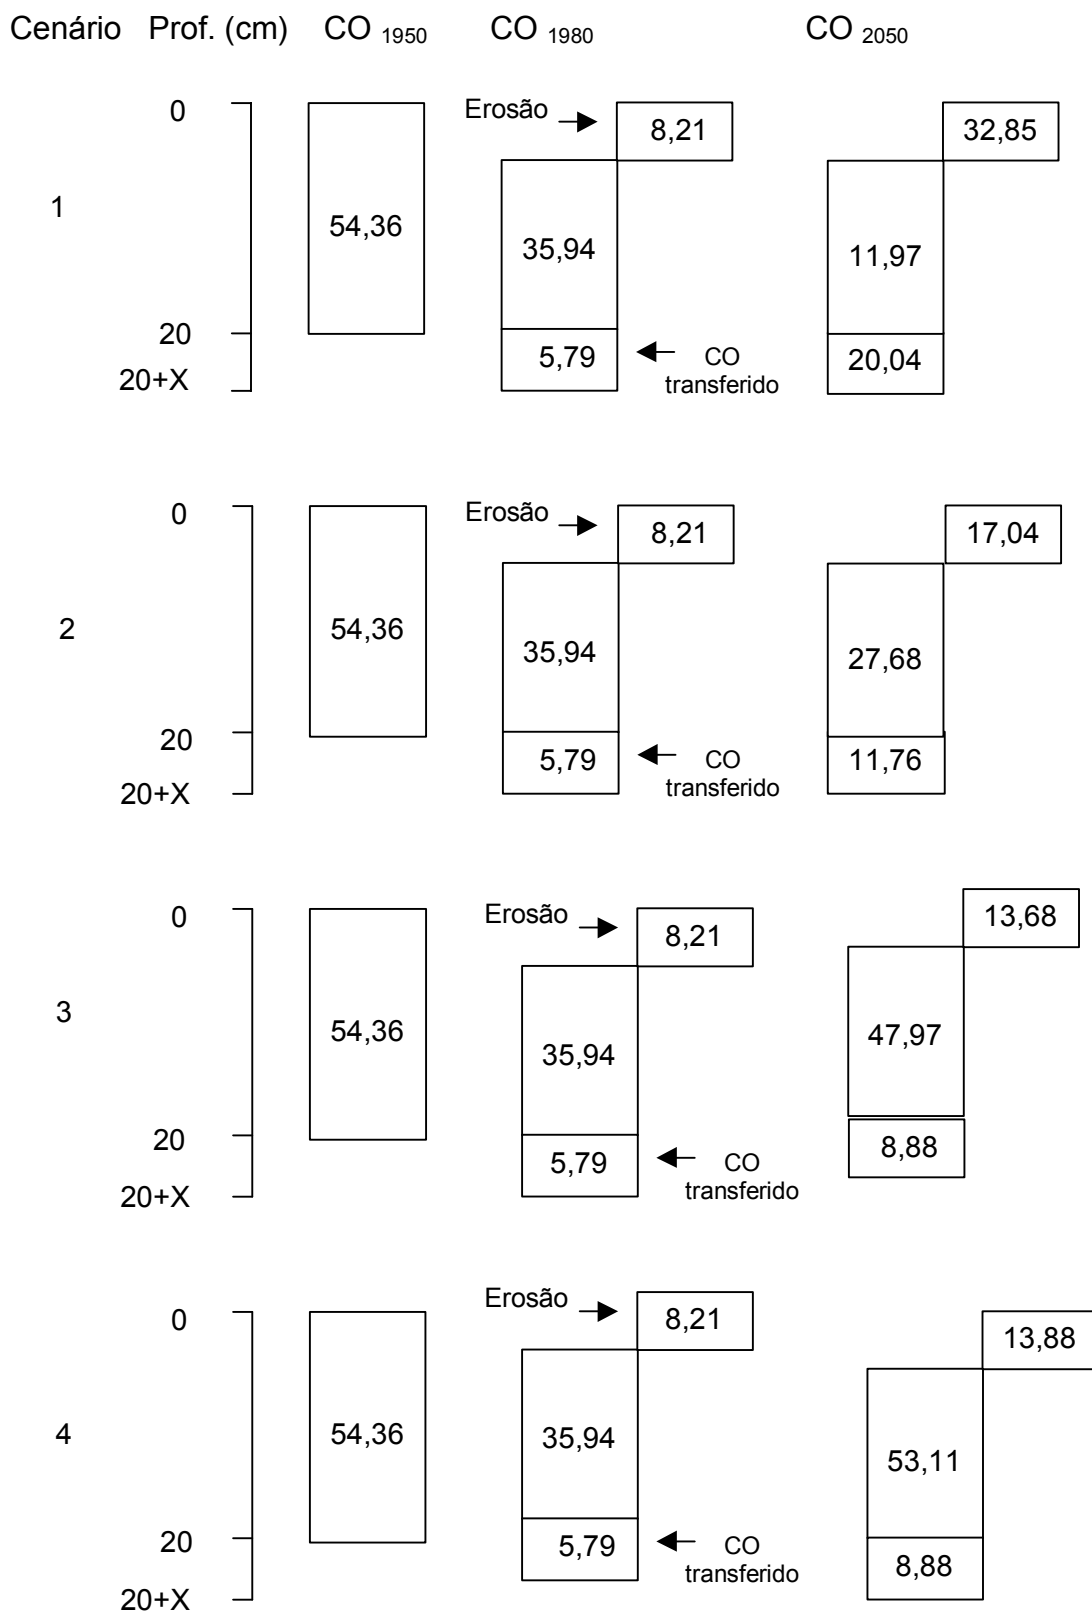 Cenário Prof. (cm) CO 1950 CO 1980 CO 2050
0 Erosão 8,21 32,85
1 54,36 35,94 11,97
20 5,79 CO 20,04
20+X transferido
0 Erosão 8,21 17,04
2 54,36 35,94 27,68
20 5,79 CO 11,76
20+X transferido
0 Erosão 8,21 13,68
3 54,36 35,94 47,97
20 5,79 CO 8,88
20+X transferido
0 Erosão 8,21 13,88
4 54,36 35,94 53,11
20 5,79 CO 8,88
20+X transferido